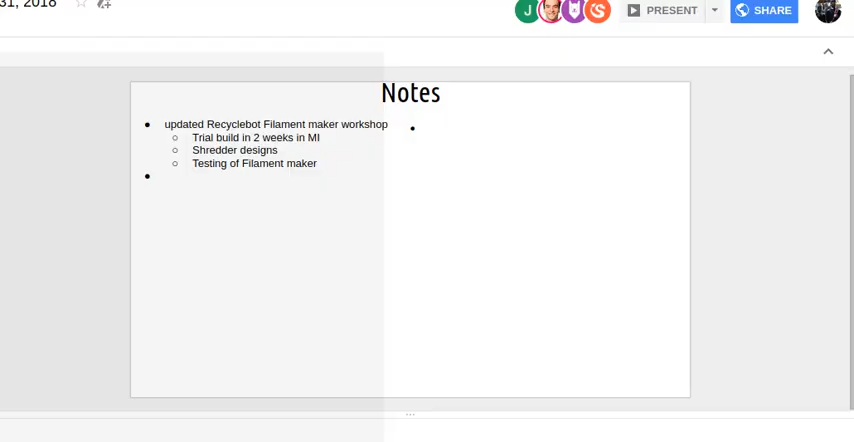 31, 2018
J
PRESENT
SHARE
Notes
● updated Recyclebot Filament maker workshop
○ Trial build in 2 weeks in MI
○ Shredder designs
○ Testing of Filament maker
●
●